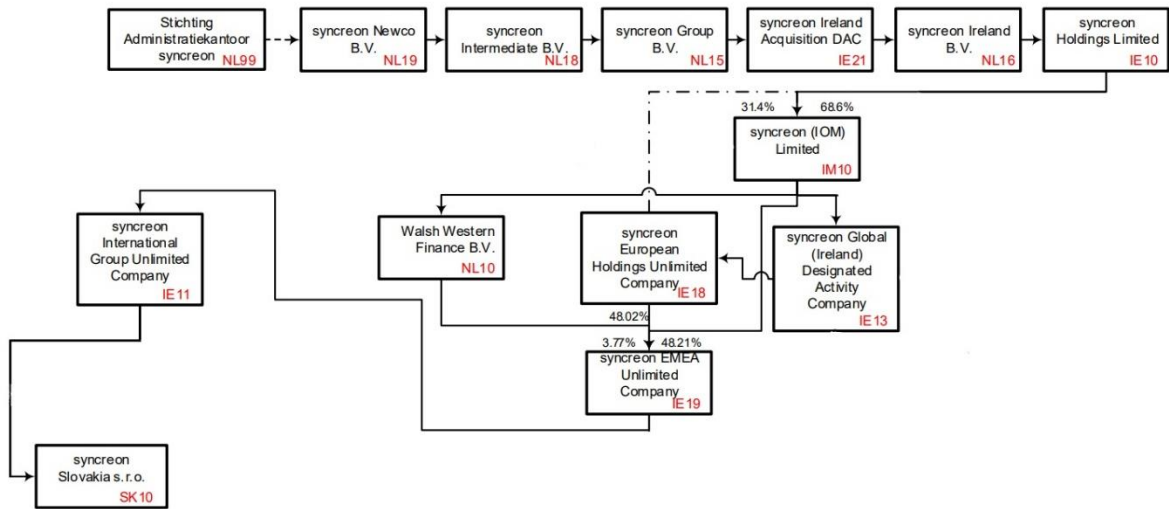 Stichting
Administratiekantoor
syncreon
NL99
syncreon Newco
B.V.
NL19
syncreon
Intermediate B.V.
NL18
syncreon Group
B.V.
NL15
syncreon Ireland
Acquisition DAC
IE21
syncreon Ireland
B.V.
NL16
syncreon
Holdings Limited
IE10
31.4%
68.6%
syncreon (IOM)
Limited
IM10
syncreon
International
Group Unlimited
Company
IE11
Walsh Western
Finance B.V.
NL10
syncreon
European
Holdings Unlimited
Company
IE18
syncreon Global
(Ireland)
Designated
Activity
Company
IE13
48.02%
3.77%
48.21%
syncreon EMEA
Unlimited
Company
IE19
syncreon
Slovakia s.r.o.
SK10